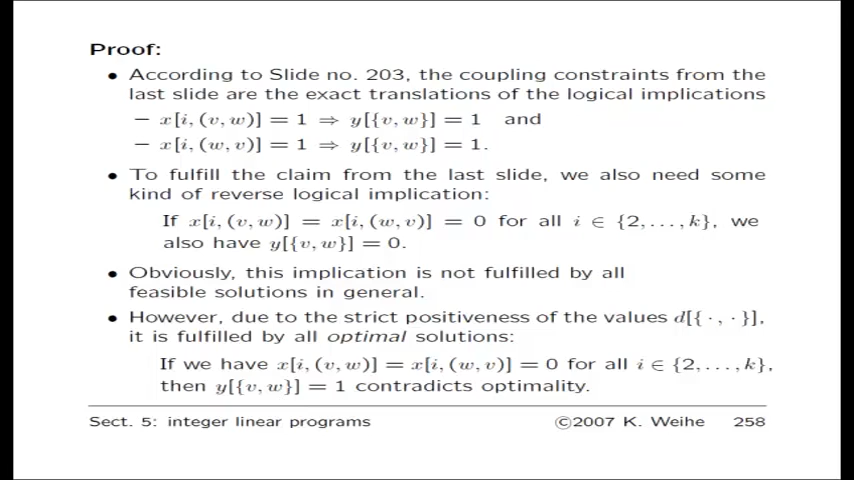 Proof:
• According to Slide no. 203, the coupling constraints from the
last slide are the exact translations of the logical implications
– x[i, (v, w)] = 1 ⇒ y[{v, w}] = 1 and
– x[i, (w, v)] = 1 ⇒ y[{v, w}] = 1.
• To fulfill the claim from the last slide, we also need some
kind of reverse logical implication:
If x[i, (v, w)] = x[i, (w, v)] = 0 for all i ∈ {2, . . . , k}, we
also have y[{v, w}] = 0.
• Obviously, this implication is not fulfilled by all
feasible solutions in general.
• However, due to the strict positiveness of the values d[{ · , · }],
it is fulfilled by all optimal solutions:
If we have x[i, (v, w)] = x[i, (w, v)] = 0 for all i ∈ {2, . . . , k},
then y[{v, w}] = 1 contradicts optimality.
Sect. 5: integer linear programs ©2007 K. Weihe 258